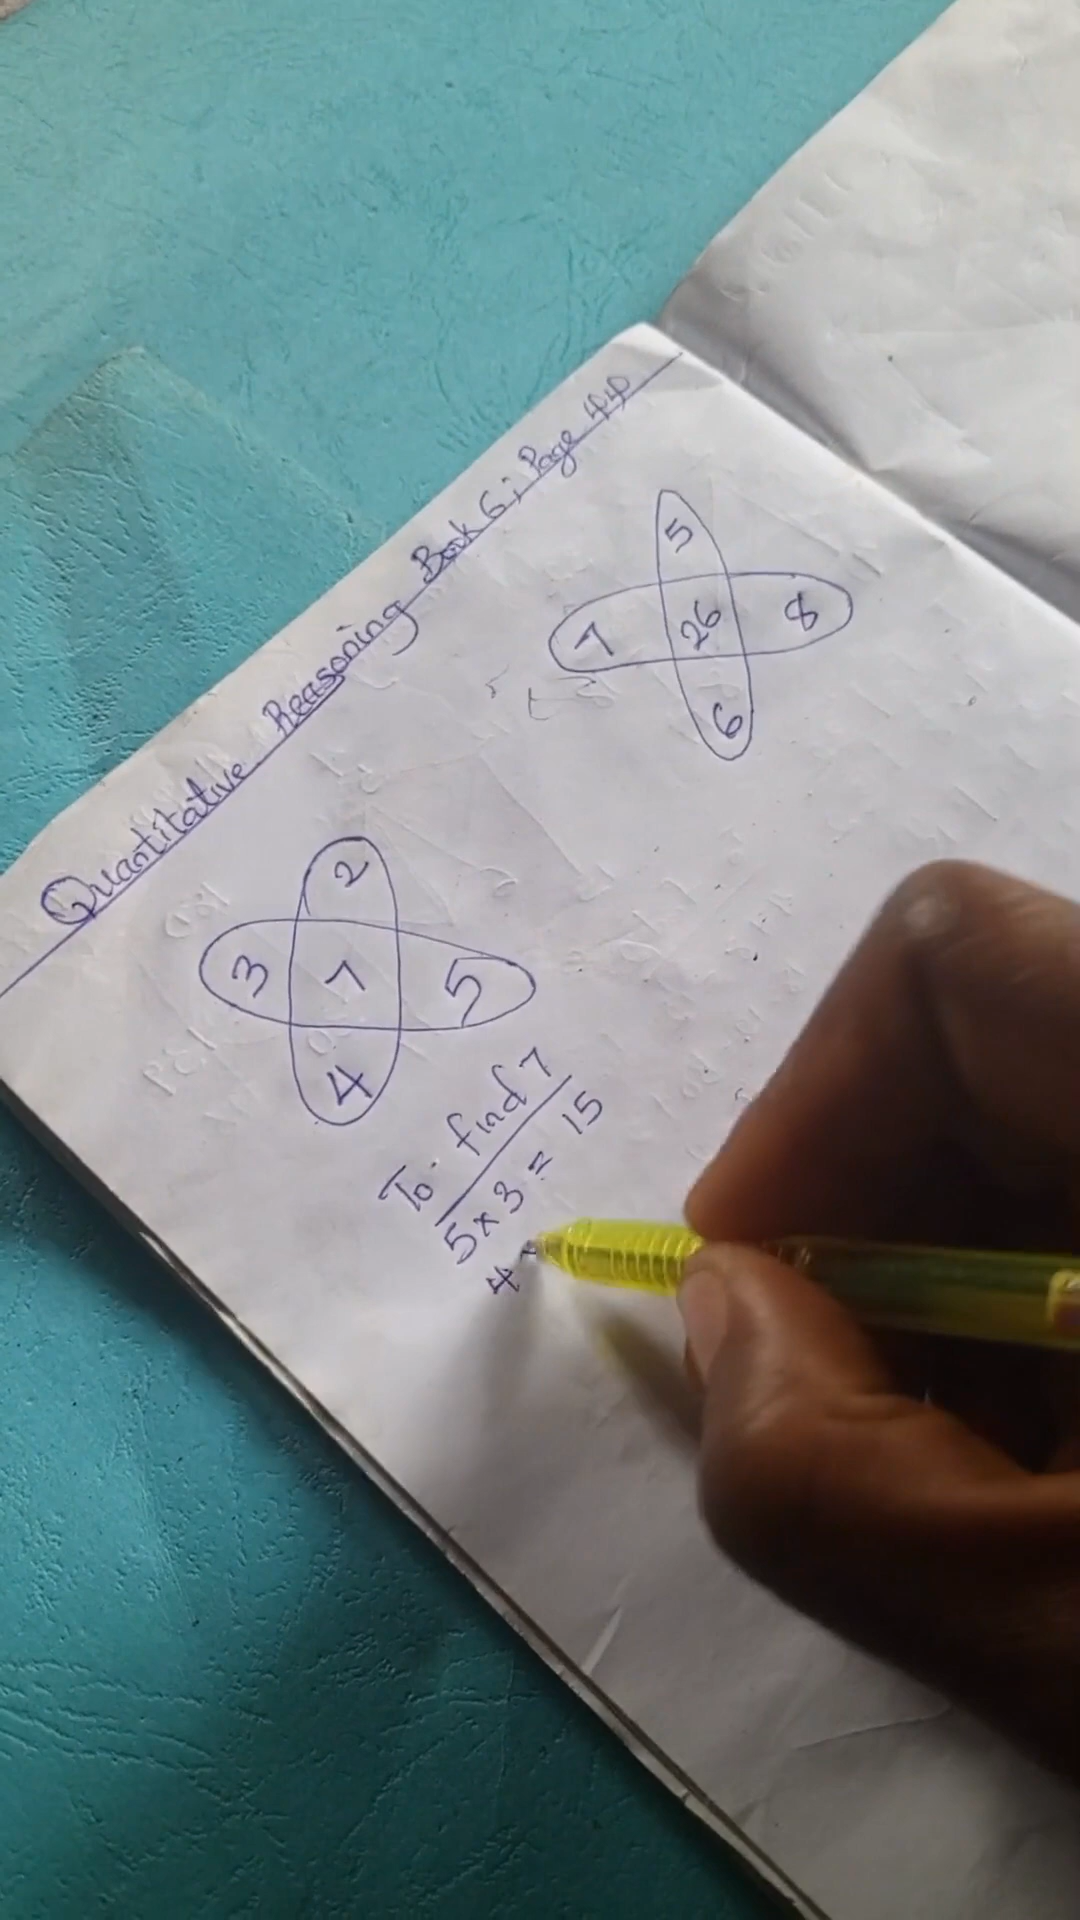 Quantitative Reasoning Book 6; Page 44
5
7 26 8
6
2
3 7 5
4
To find 7
5 x 3 = 15
4